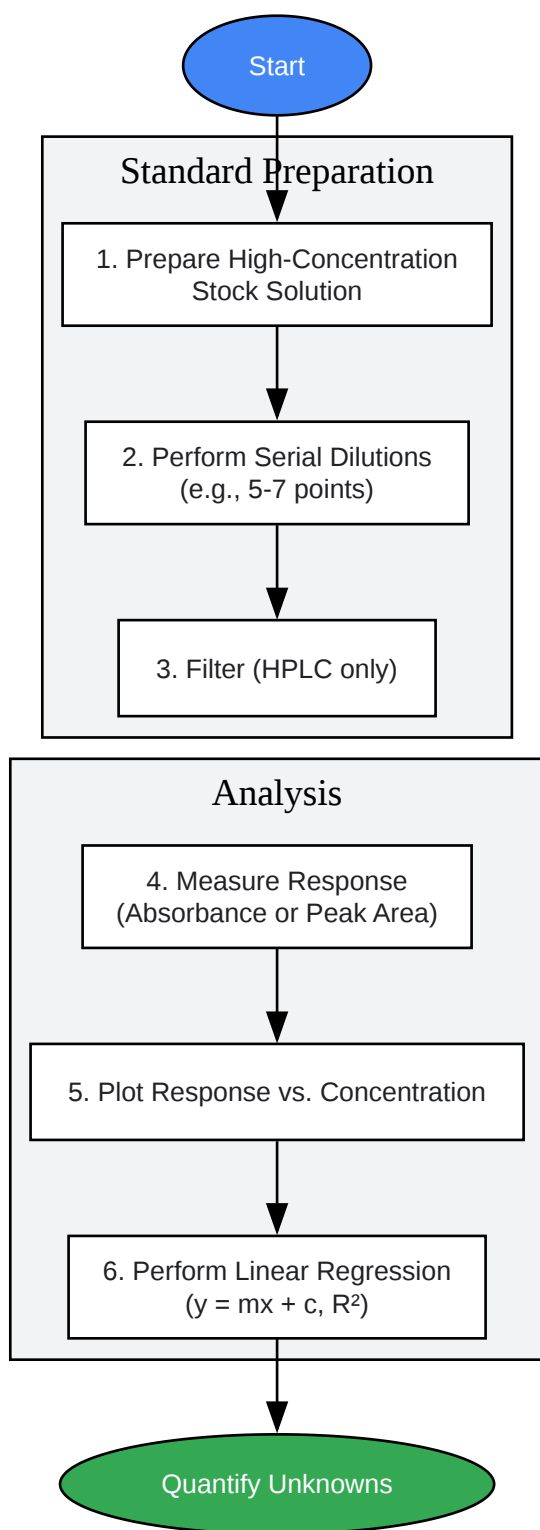 Start
Standard Preparation
1. Prepare High-Concentration
Stock Solution
2. Perform Serial Dilutions
(e.g., 5-7 points)
3. Filter (HPLC only)
Analysis
4. Measure Response
(Absorbance or Peak Area)
5. Plot Response vs. Concentration
6. Perform Linear Regression
(y = mx + c, R²)
Quantify Unknowns